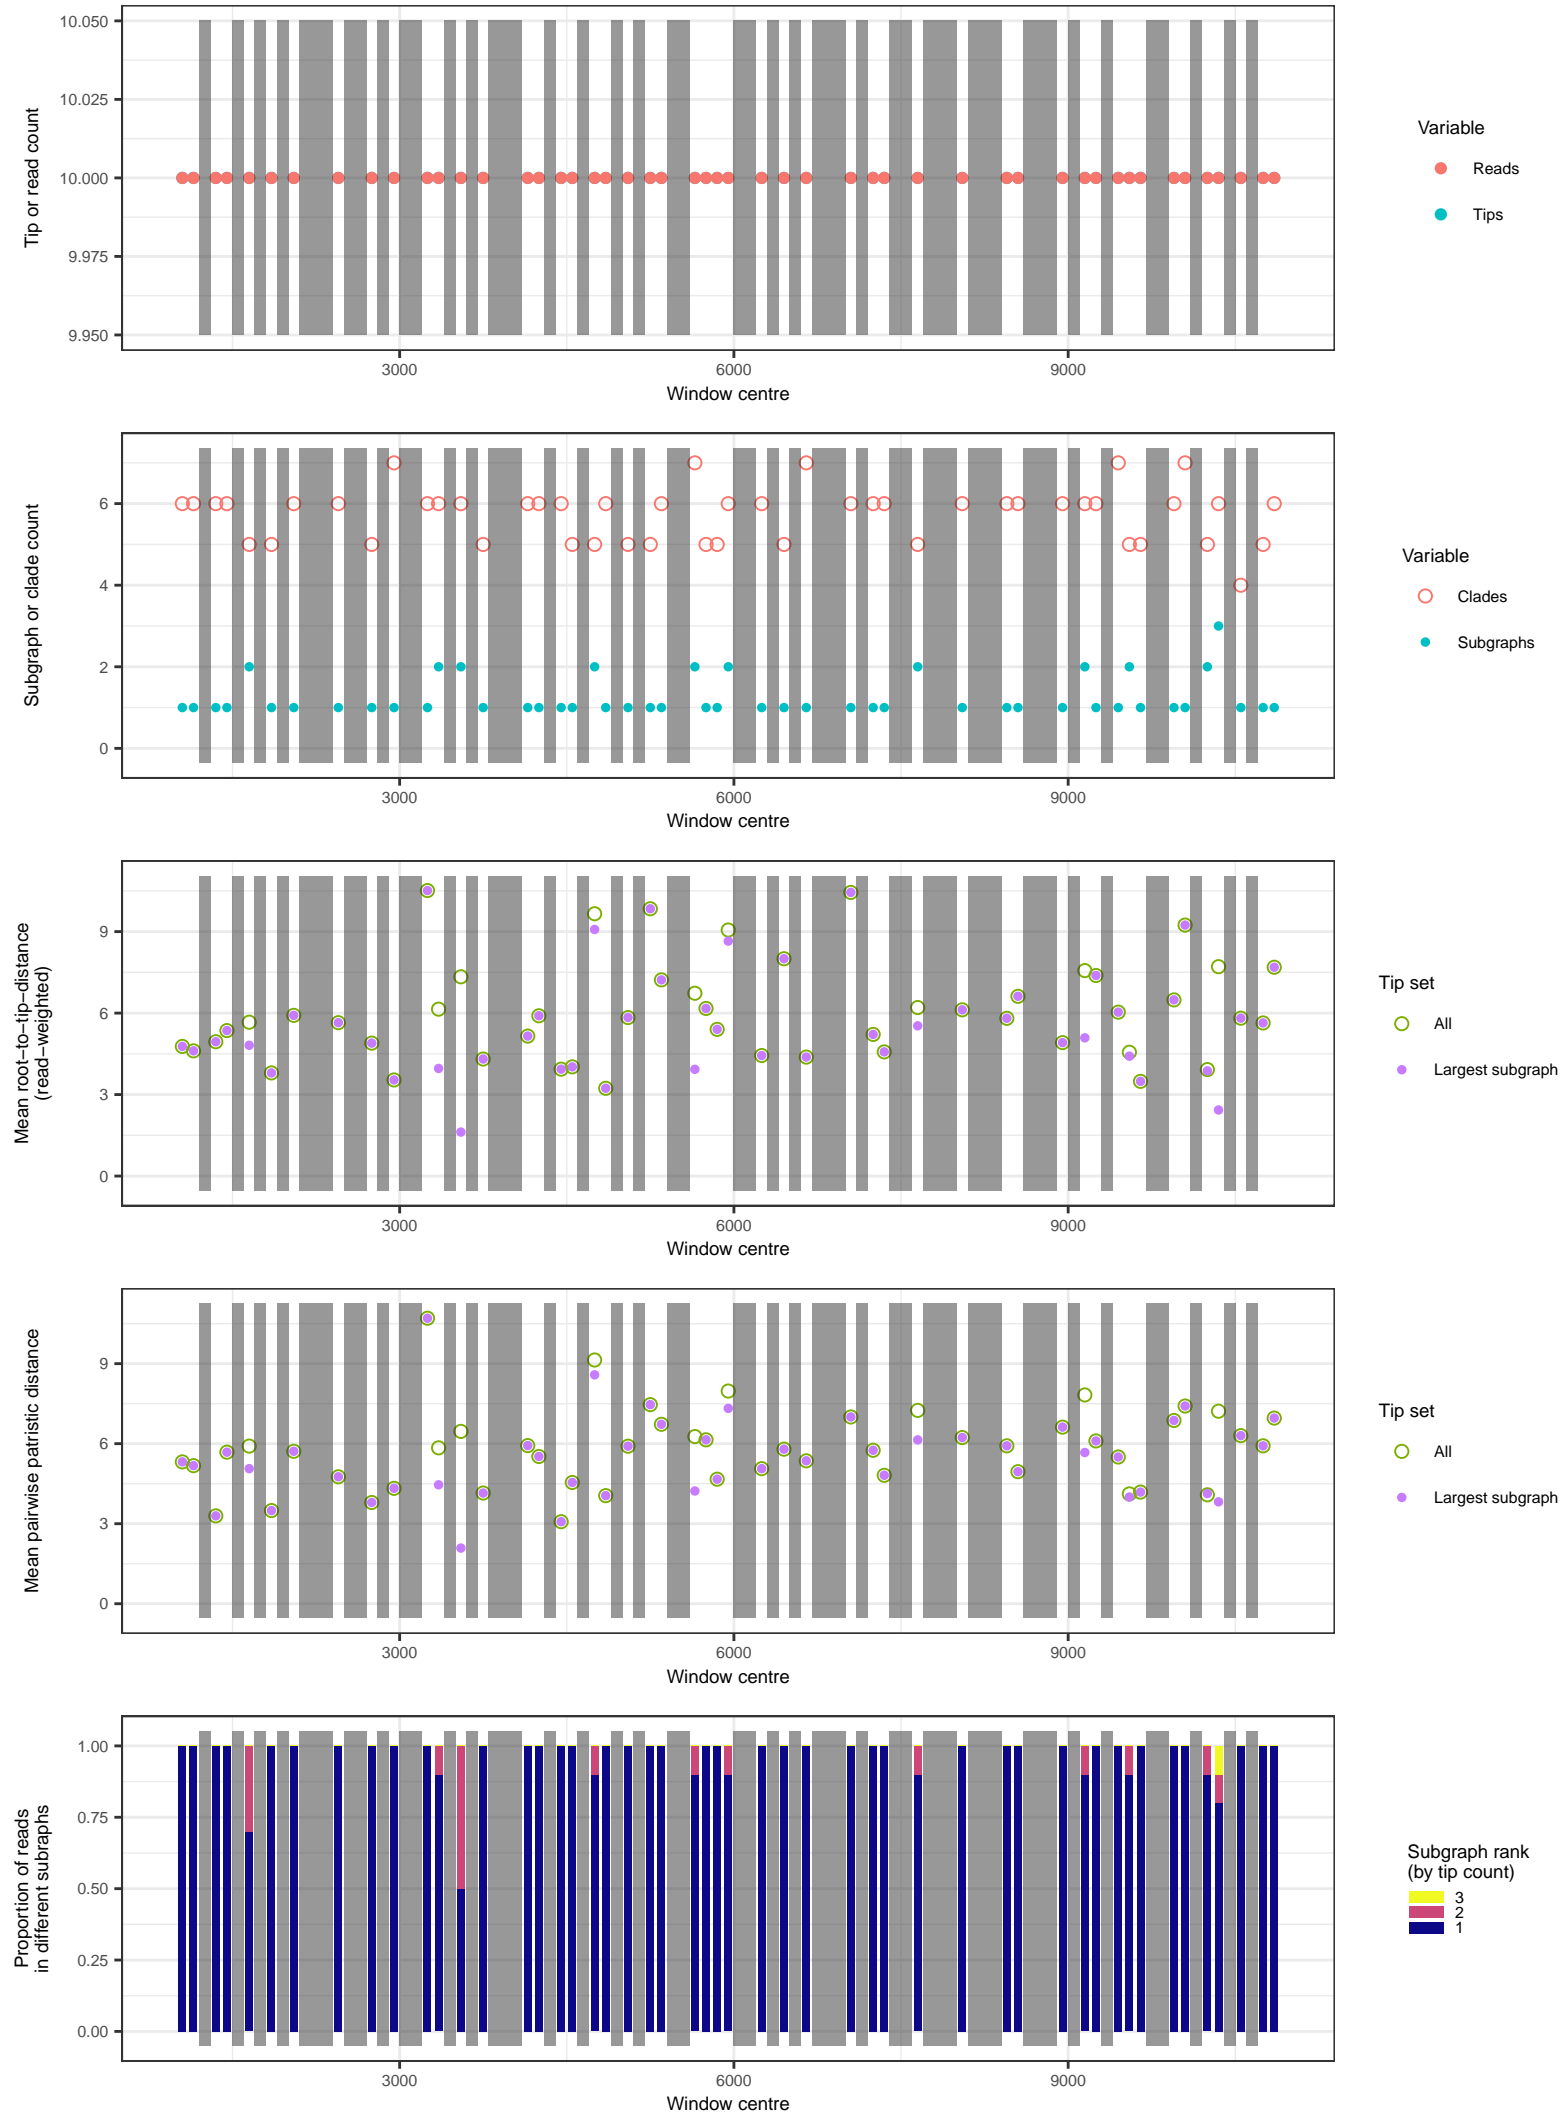 10.050
10.025
10.000
9.975
9.950
Tip or read count
3000
6000
9000
Window centre
Variable
Reads
Tips
6
4
2
0
Subgraph or clade count
3000
6000
9000
Window centre
Variable
Clades
Subgraphs
9
6
3
0
Mean root−to−tip−distance
(read−weighted)
3000
6000
9000
Window centre
Tip set
All
Largest subgraph
9
6
3
0
Mean pairwise patristic distance
3000
6000
9000
Window centre
Tip set
All
Largest subgraph
1.00
0.75
0.50
0.25
0.00
Proportion of reads
in different subraphs
3000
6000
9000
Window centre
Subgraph rank
(by tip count)
3
2
1